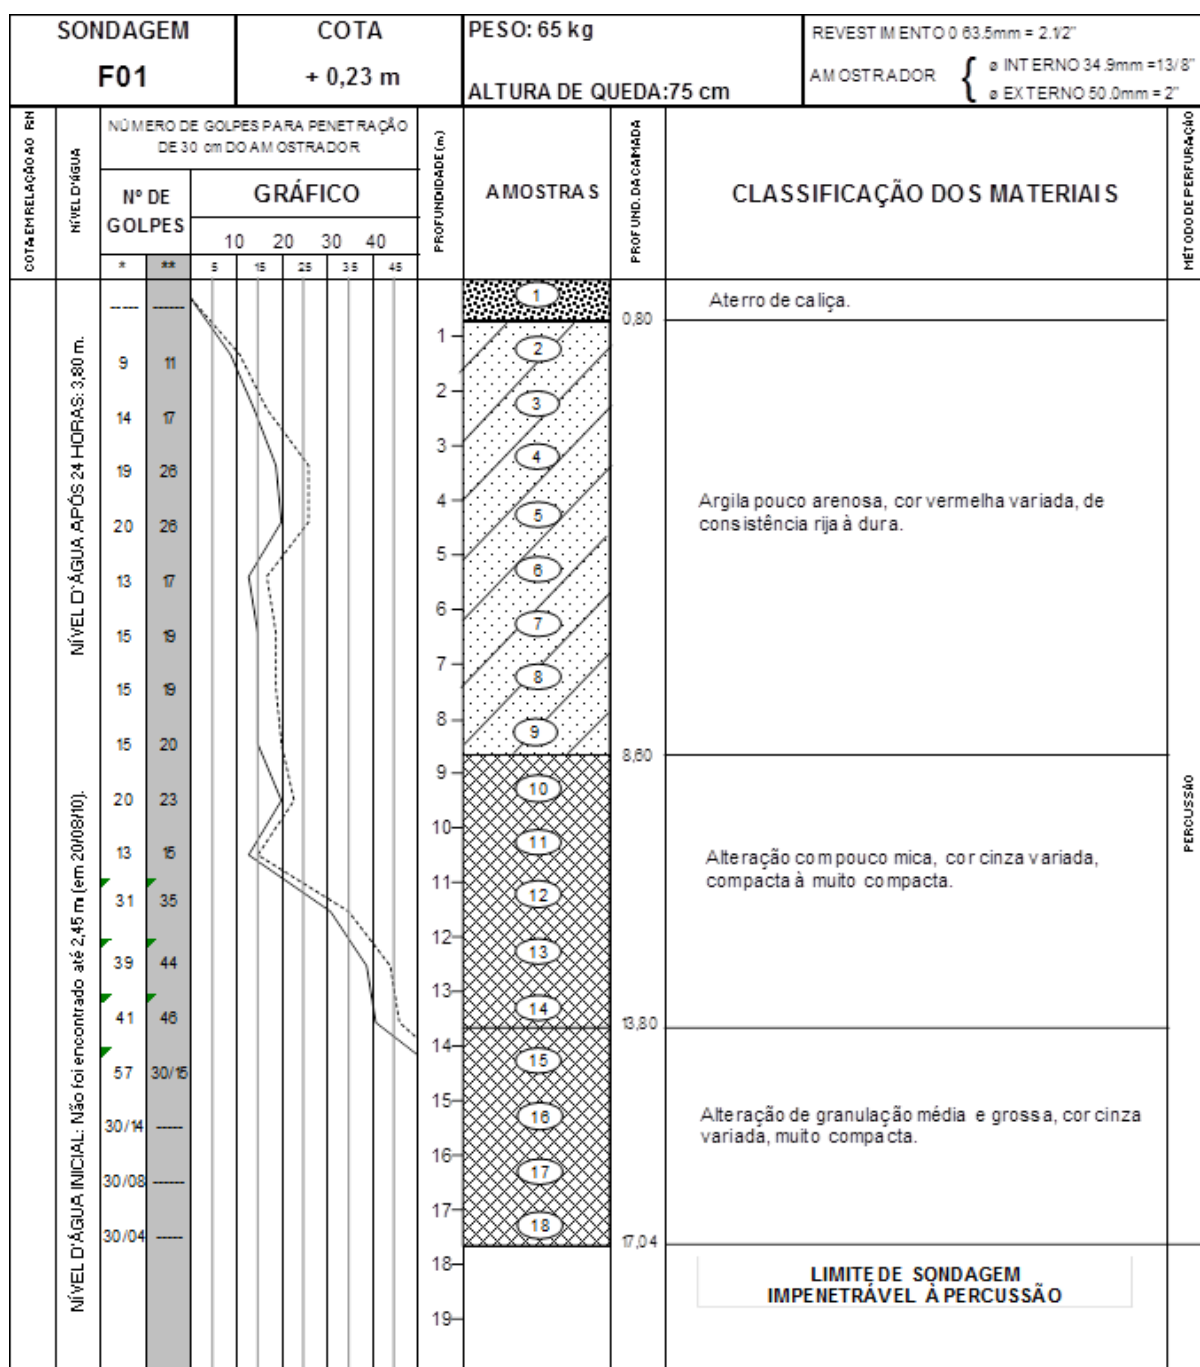 SONDAGEM
F01
COTA
+ 0,23 m
PESO: 65 kg
ALTURA DE QUEDA:75 cm
REVESTIMENTO 0 63.5mm = 2.1/2"
AMOSTRADOR { ø INTERNO 34.9mm =13/8"
ø EXTERNO 50.0mm = 2"
COTA EM RELAÇÃO AO RN
NÍVEL D'ÁGUA
NÚMERO DE GOLPES PARA PENETRAÇÃO
DE 30 cm DO AMOSTRADOR
Nº DE
GOLPES
GRÁFICO
10 20 30 40
* ** 5 15 25 35 45
PROFUNDIDADE (m)
AMOSTRAS
PROFUND. DA CAMADA
CLASSIFICAÇÃO DOS MATERIAIS
MÉTODO DE PERFURAÇÃO
NÍVEL D'ÁGUA APÓS 24 HORAS: 3,80 m.
NÍVEL D'ÁGUA INICIAL: Não foi encontrado até 2,45 m (em 20/08/10).
----- ------
9 11
14 17
19 26
20 26
13 17
15 19
15 19
15 20
20 23
13 15
31 35
39 44
41 46
57 30/15
30/14 -----
30/08 ------
30/04 -----
1
2
3
4
5
6
7
8
9
10
11
12
13
14
15
16
17
18
19
1
2
3
4
5
6
7
8
9
10
11
12
13
14
15
16
17
18
0,80
8,60
13,80
17,04
Aterro de caliça.
Argila pouco arenosa, cor vermelha variada, de
consistência rija à dura.
Alteração com pouco mica, cor cinza variada,
compacta à muito compacta.
Alteração de granulação média e grossa, cor cinza
variada, muito compacta.
LIMITE DE SONDAGEM
IMPENETRÁVEL À PERCUSSÃO
PERCUSSÃO